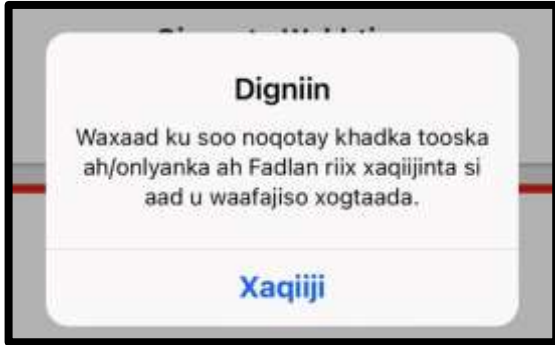 Digniin
Waxaad ku soo noqotay khadka tooska
ah/onlyanka ah Fadlan riix xaqiijinta si
aad u waafajiso xogtaada.
Xaqiiji